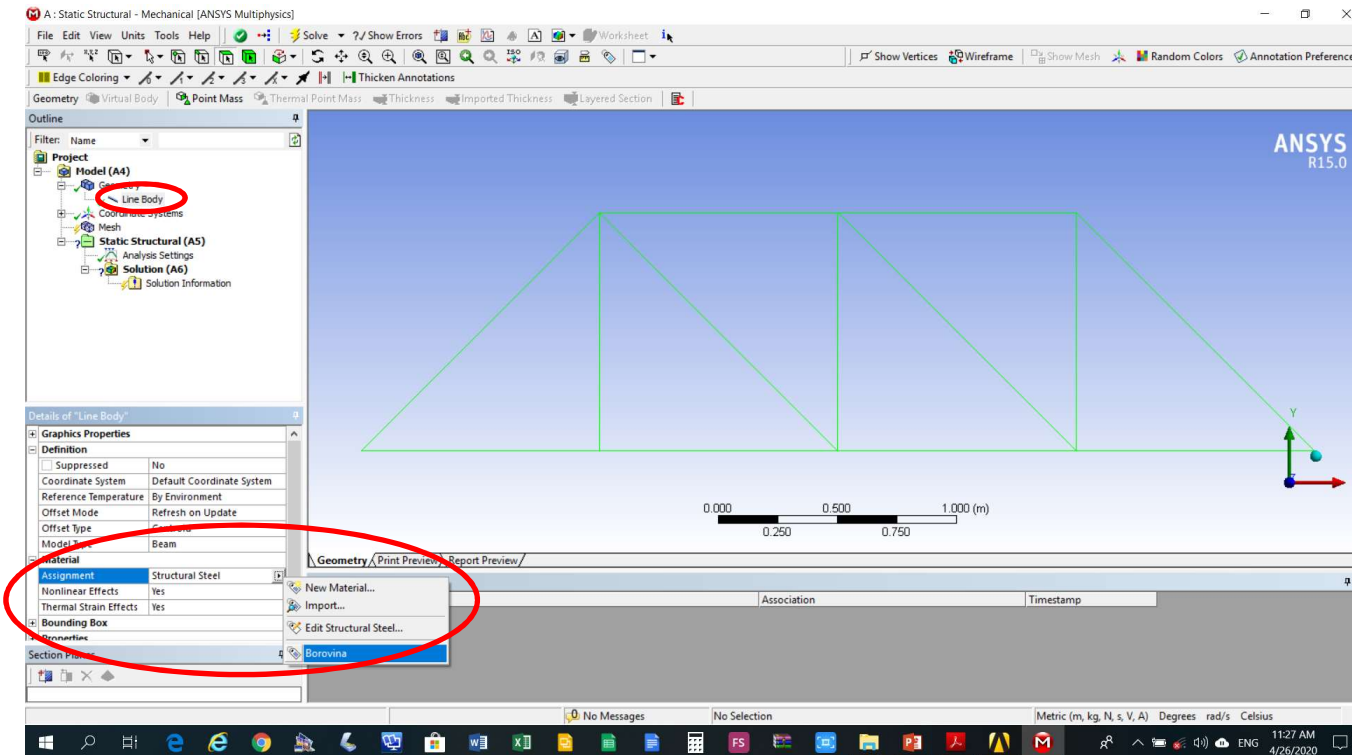 A : Static Structural - Mechanical [ANSYS Multiphysics]
File Edit View Units Tools Help Solve ?/ Show Errors Worksheet
Show Vertices Wireframe Show Mesh Random Colors Annotation Preference
Edge Coloring Thicken Annotations
Geometry Virtual Body Point Mass Thermal Point Mass Thickness Imported Thickness Layered Section
Outline
Filter: Name
Project
Model (A4)
Geometry
Line Body
Coordinate Systems
Mesh
Static Structural (A5)
Analysis Settings
Solution (A6)
Solution Information
ANSYS
R15.0
Y
0.000 0.500 1.000 (m)
0.250 0.750
Details of "Line Body"
Graphics Properties
Definition
Suppressed No
Coordinate System Default Coordinate System
Reference Temperature By Environment
Offset Mode Refresh on Update
Offset Type Centroid
Model Type Beam
Material
Assignment Structural Steel
Nonlinear Effects Yes
Thermal Strain Effects Yes
Bounding Box
Properties
Geometry Print Preview Report Preview
New Material...
Import...
Edit Structural Steel...
Borovina
Association Timestamp
Section Planes
No Messages No Selection Metric (m, kg, N, s, V, A) Degrees rad/s Celsius
ENG 11:27 AM
4/26/2020